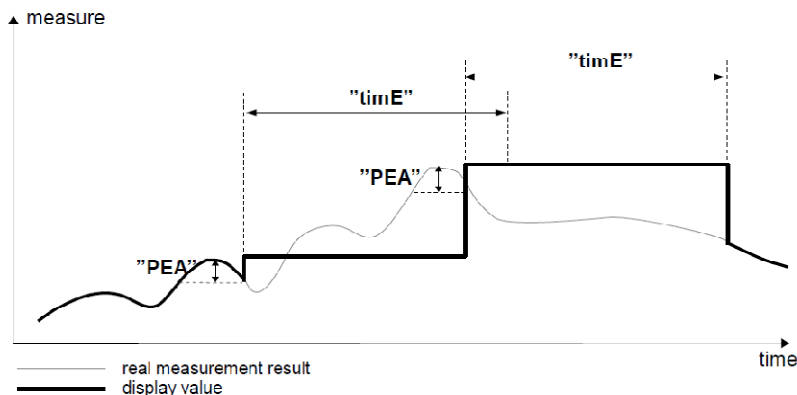 measure
”timE”
”timE”
”PEA”
”PEA”
time
real measurement result
display value